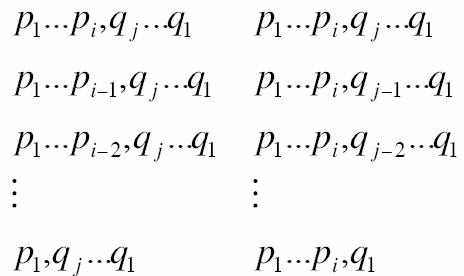 p₁...pᵢ,qⱼ...q₁ p₁...pᵢ,qⱼ...q₁
p₁...pᵢ₋₁,qⱼ...q₁ p₁...pᵢ,qⱼ₋₁...q₁
p₁...pᵢ₋₂,qⱼ...q₁ p₁...pᵢ,qⱼ₋₂...q₁
⋮ ⋮
p₁,qⱼ...q₁ p₁...pᵢ,q₁